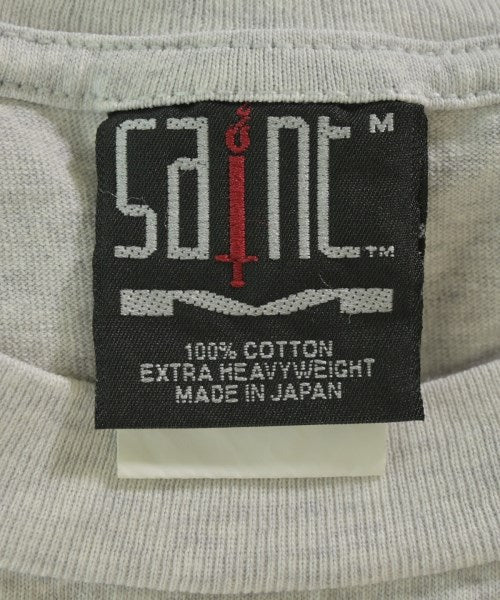 saint M
™
100% COTTON
EXTRA HEAVYWEIGHT
MADE IN JAPAN